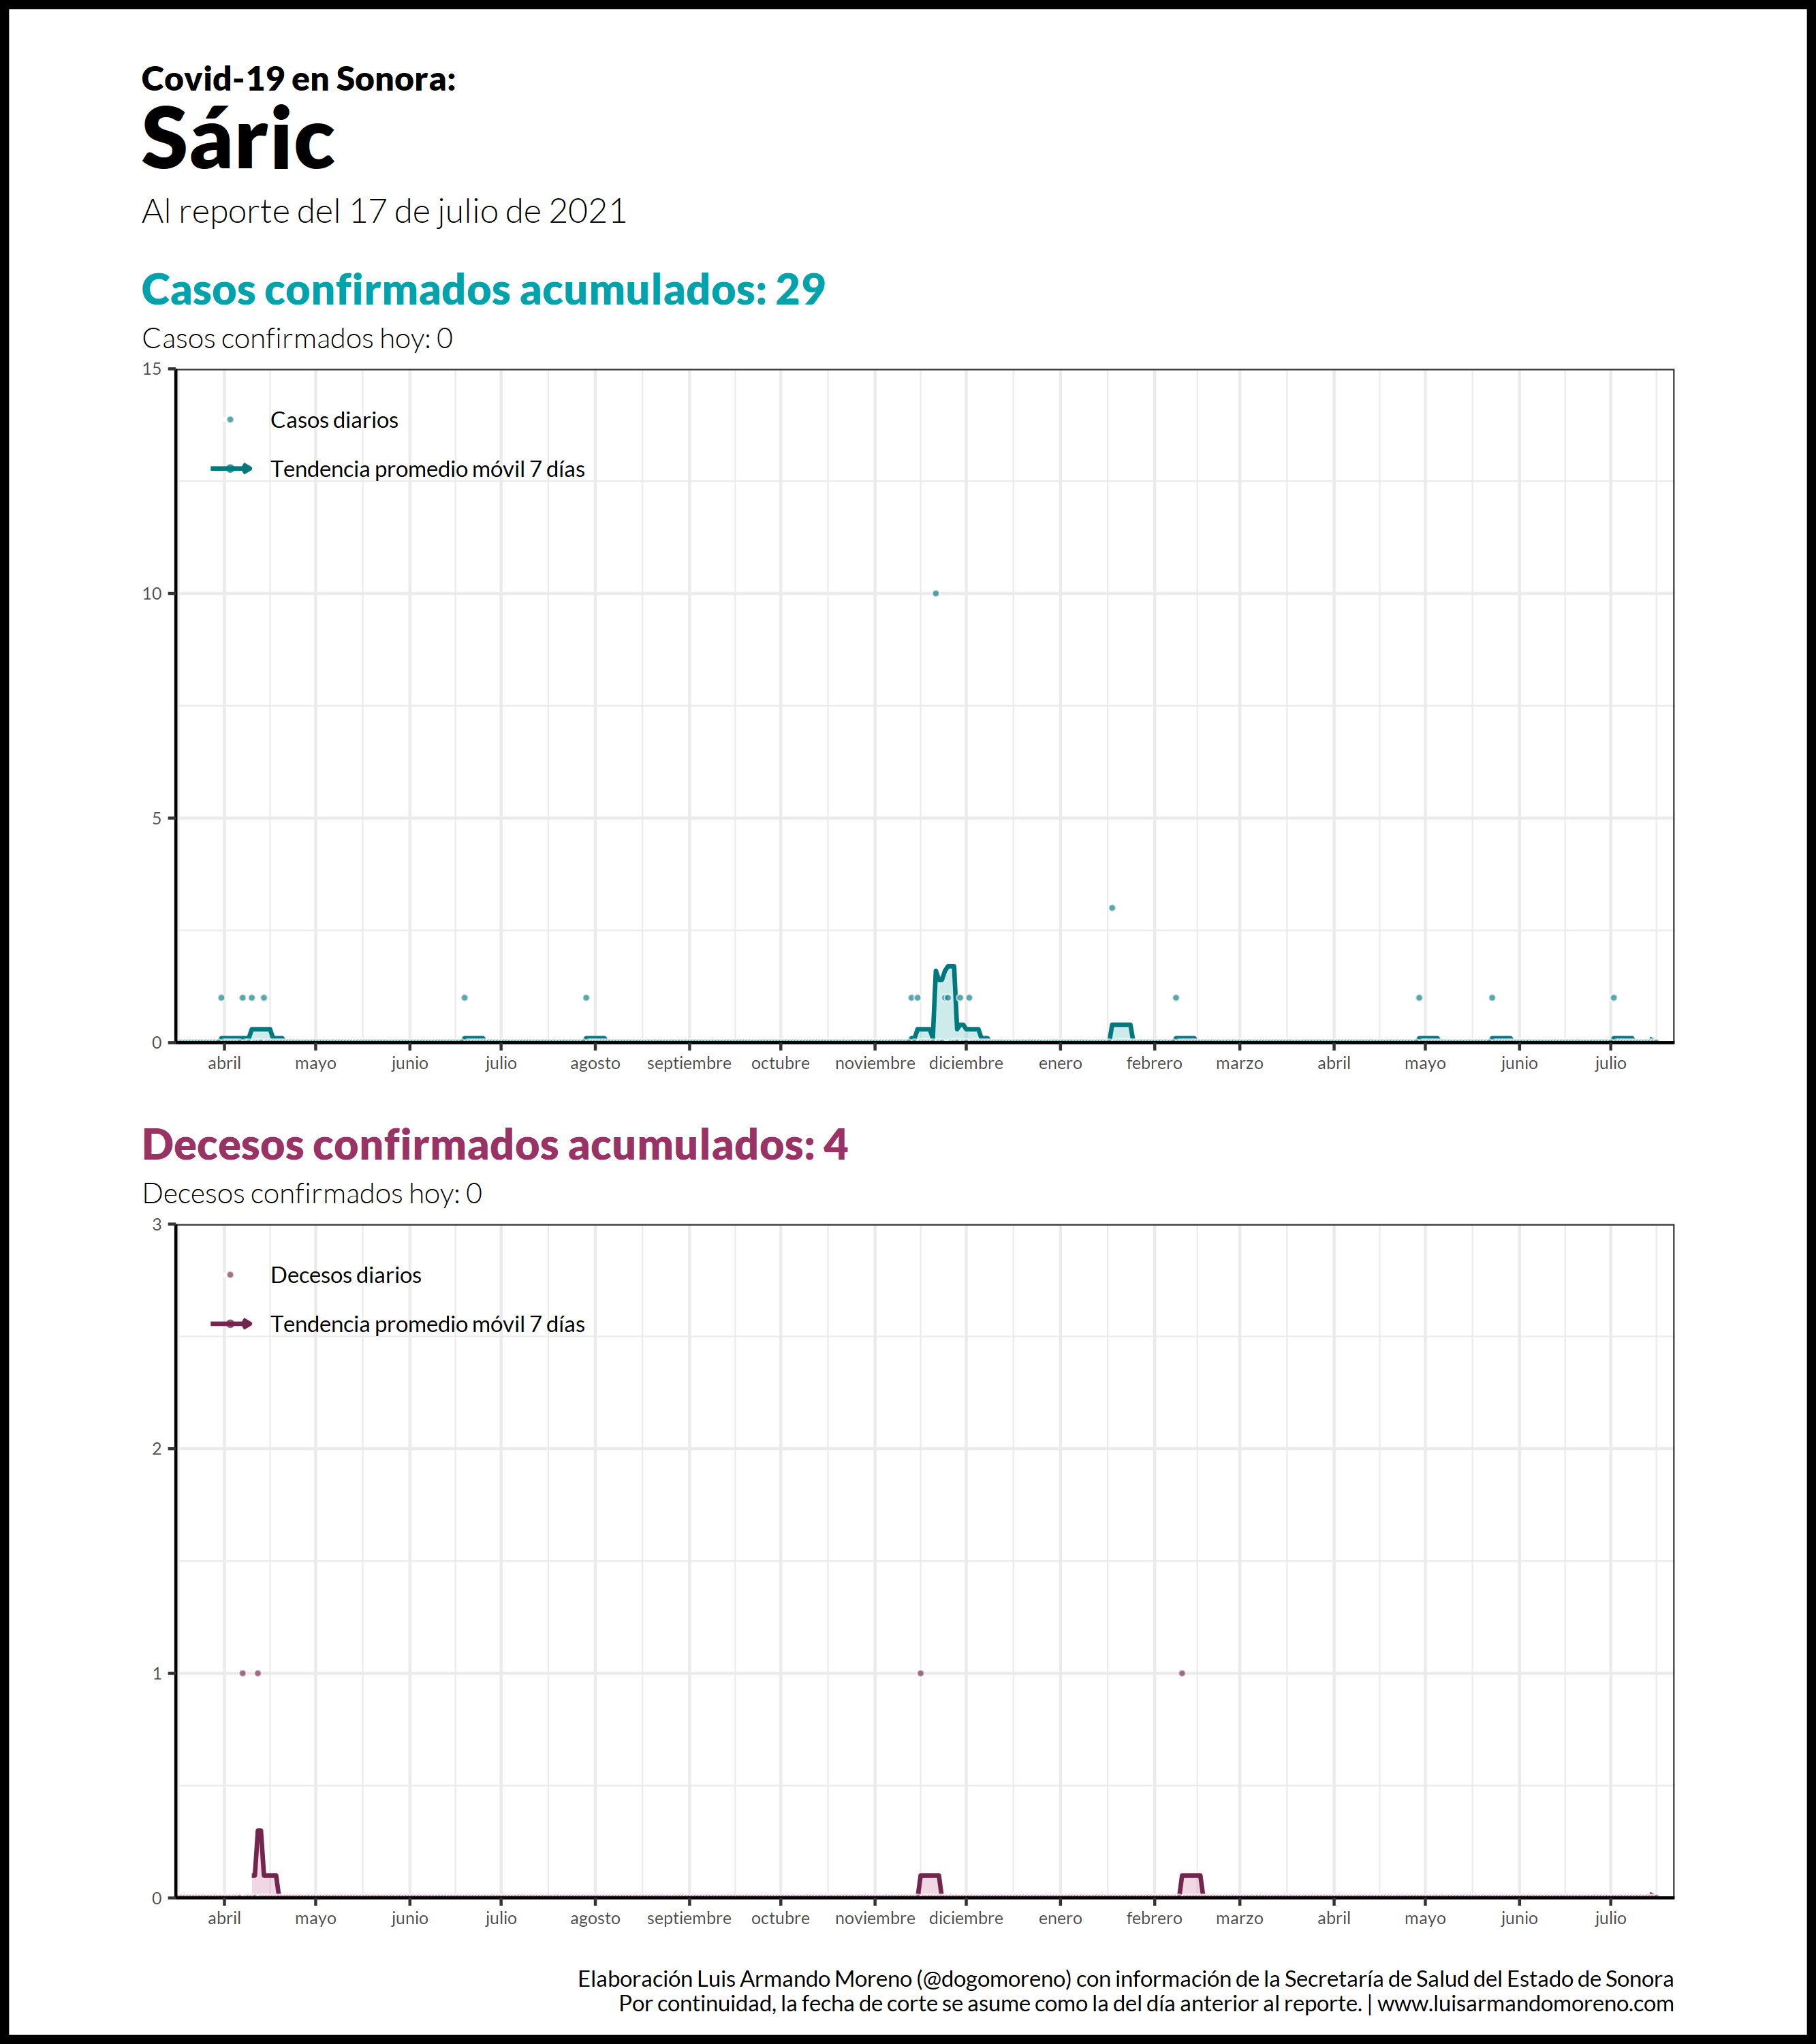 Covid-19 en Sonora:
Sáric
Al reporte del 17 de julio de 2021
Casos confirmados acumulados: 29
Casos confirmados hoy: 0
15
Casos diarios
Tendencia promedio móvil 7 días
10
5
0
abril mayo junio julio agosto septiembre octubre noviembre diciembre enero febrero marzo abril mayo junio julio
Decesos confirmados acumulados: 4
Decesos confirmados hoy: 0
3
Decesos diarios
Tendencia promedio móvil 7 días
2
1
0
abril mayo junio julio agosto septiembre octubre noviembre diciembre enero febrero marzo abril mayo junio julio
Elaboración Luis Armando Moreno (@dogomoreno) con información de la Secretaría de Salud del Estado de Sonora
Por continuidad, la fecha de corte se asume como la del día anterior al reporte. | www.luisarmandomoreno.com